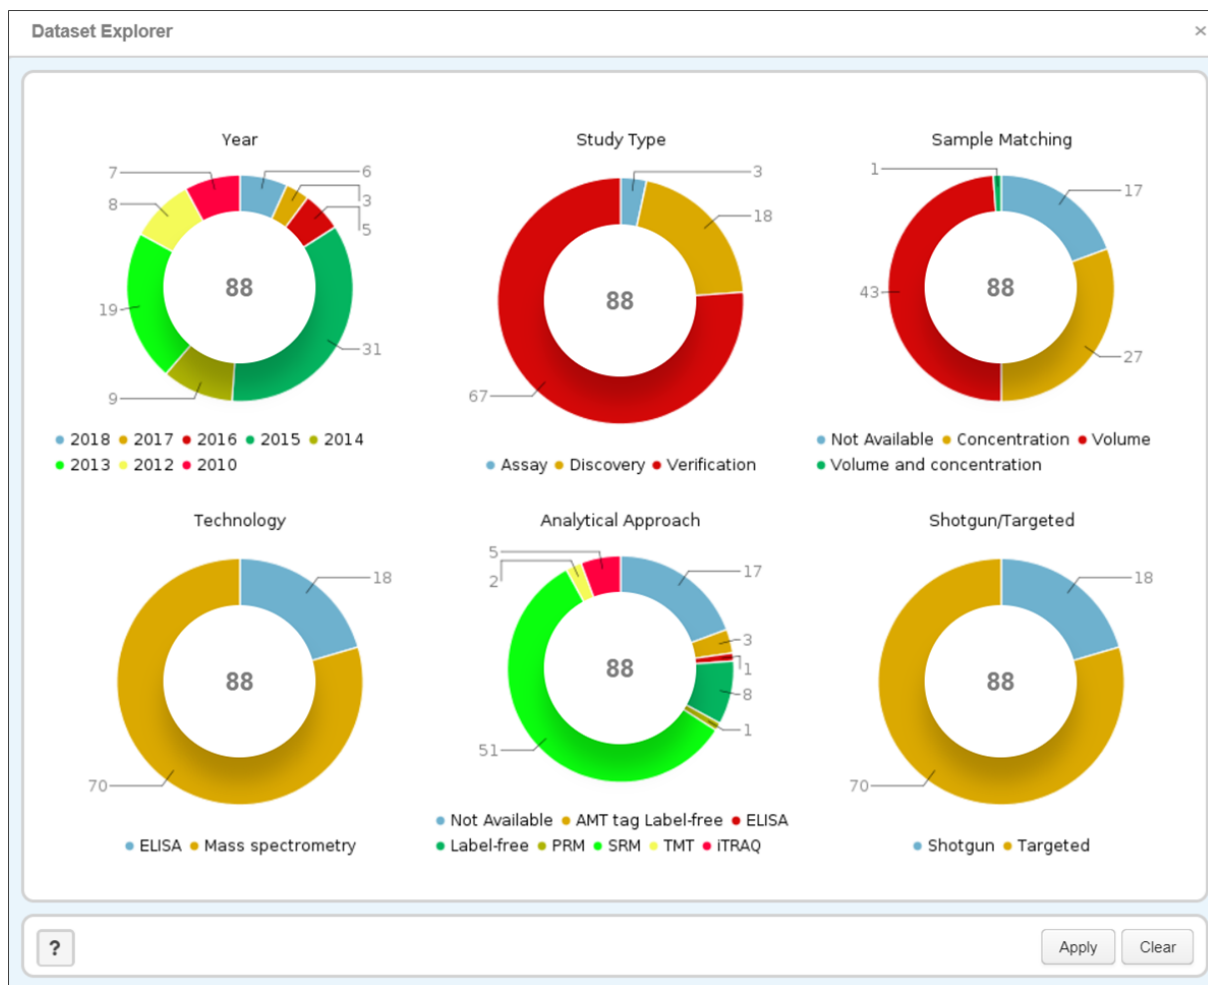 Dataset Explorer ×
Year
7
6
8
3
5
88
19
31
9
2018 2017 2016 2015 2014
2013 2012 2010
Study Type
3
18
88
67
Assay Discovery Verification
Sample Matching
1
17
88
43
27
Not Available Concentration Volume
Volume and concentration
Technology
18
88
70
ELISA Mass spectrometry
Analytical Approach
5
17
2
3
1
88
8
1
51
Not Available AMT tag Label-free ELISA
Label-free PRM SRM TMT iTRAQ
Shotgun/Targeted
18
88
70
Shotgun Targeted
? Apply Clear